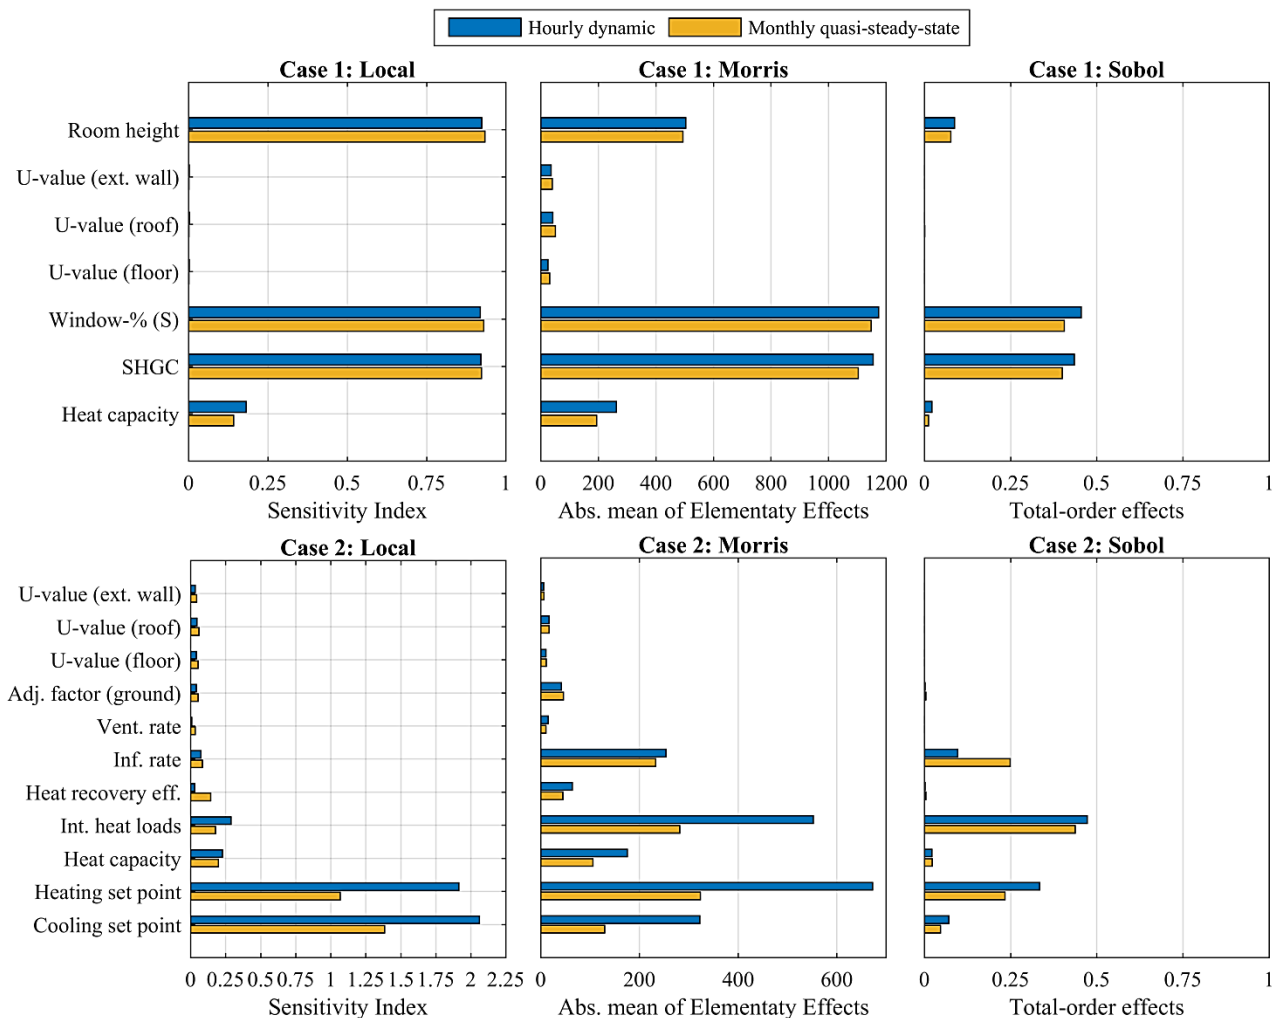 Hourly dynamic Monthly quasi-steady-state
Case 1: Local Case 1: Morris Case 1: Sobol
Room height
U-value (ext. wall)
U-value (roof)
U-value (floor)
Window-% (S)
SHGC
Heat capacity
0 0.25 0.5 0.75 1 0 200 400 600 800 1000 1200 0 0.25 0.5 0.75 1
Sensitivity Index Abs. mean of Elementaty Effects Total-order effects
Case 2: Local Case 2: Morris Case 2: Sobol
U-value (ext. wall)
U-value (roof)
U-value (floor)
Adj. factor (ground)
Vent. rate
Inf. rate
Heat recovery eff.
Int. heat loads
Heat capacity
Heating set point
Cooling set point
0 0.25 0.5 0.75 1 1.25 1.5 1.75 2 2.25 0 200 400 600 0 0.25 0.5 0.75 1
Sensitivity Index Abs. mean of Elementaty Effects Total-order effects